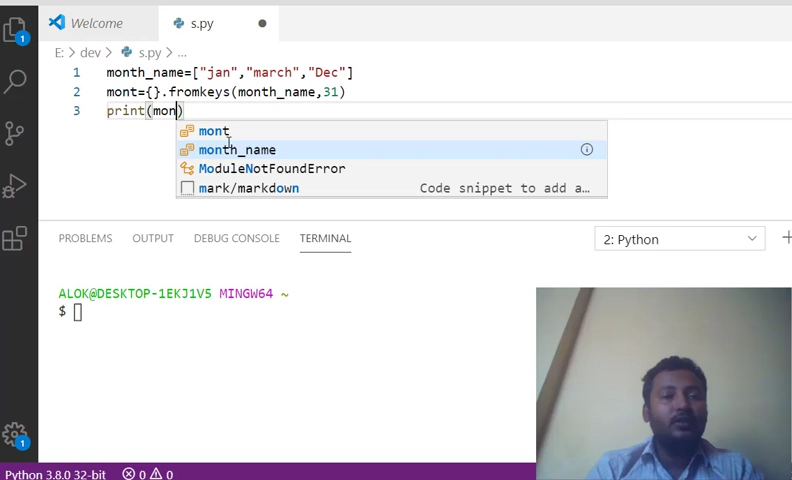 Welcome
s.py
E: > dev > s.py > ...
1 month_name=["jan","march","Dec"]
2 mont={}.fromkeys(month_name,31)
3 print(mon)
mont
month_name
ModuleNotFoundError
mark/markdown Code snippet to add a…
PROBLEMS OUTPUT DEBUG CONSOLE TERMINAL 2: Python
ALOK@DESKTOP-1EKJ1V5 MINGW64 ~
$
1
Python 3.8.0 32-bit 0 0
1